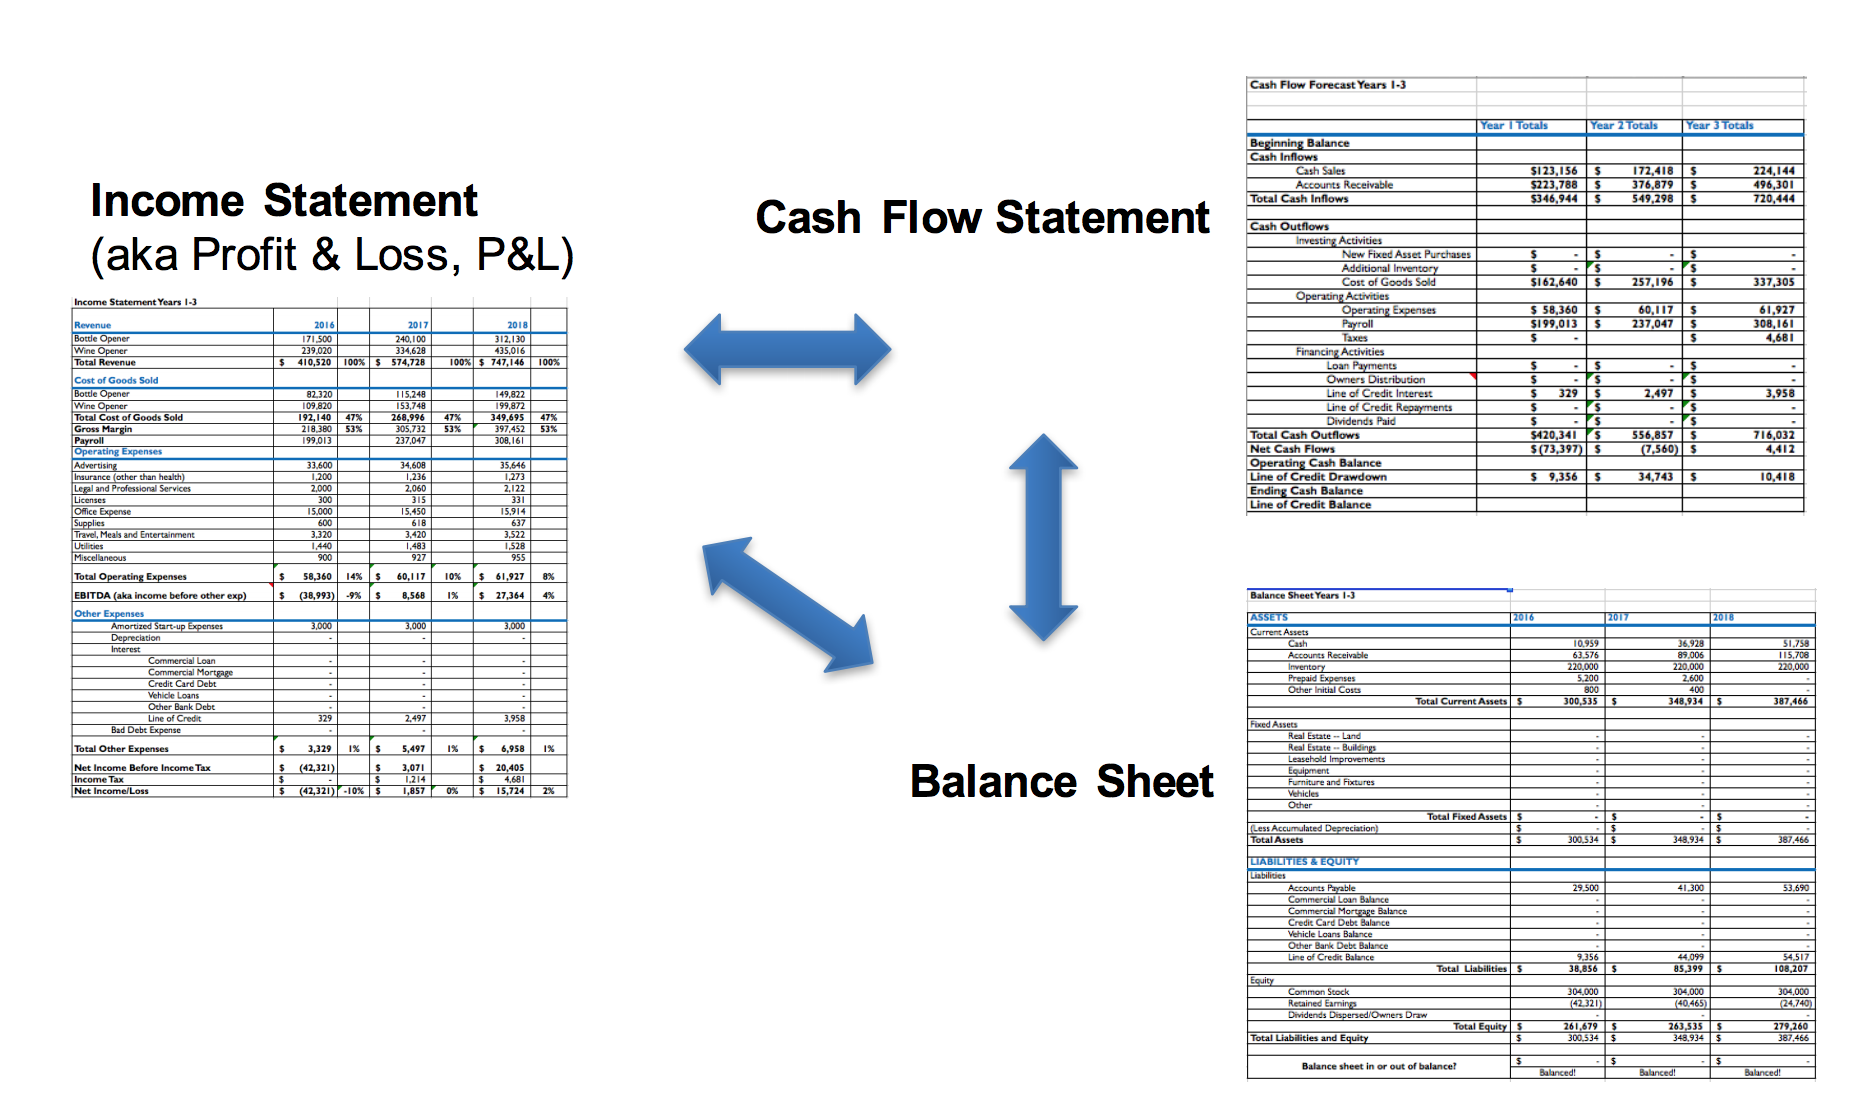 Income Statement
(aka Profit & Loss, P&L)
Income Statement Years 1-3
Revenue 2016 2017 2018
Bottle Opener 171,500 240,100 312,130
Wine Opener 239,020 334,628 435,016
Total Revenue $ 410,520 100% $ 574,728 100% $ 747,146 100%
Cost of Goods Sold
Bottle Opener 82,320 115,248 149,822
Wine Opener 109,820 153,748 199,872
Total Cost of Goods Sold 192,140 47% 268,996 47% 349,695 47%
Gross Margin 218,380 53% 305,732 53% 397,452 53%
Payroll 199,013 237,047 308,161
Operating Expenses
Advertising 33,600 34,608 35,646
Insurance (other than health) 1,200 1,236 1,273
Legal and Professional Services 2,000 2,060 2,122
Licenses 300 315 331
Office Expense 15,000 15,450 15,914
Supplies 600 618 637
Travel, Meals and Entertainment 3,320 3,420 3,522
Utilities 1,440 1,483 1,528
Miscellaneous 900 927 955
Total Operating Expenses $ 58,360 14% $ 60,117 10% $ 61,927 8%
EBITDA (aka income before other exp) $ (38,993) -9% $ 8,568 1% $ 27,364 4%
Other Expenses
Amortized Start-up Expenses 3,000 3,000 3,000
Depreciation - - -
Interest
Commercial Loan - - -
Commercial Mortgage - - -
Credit Card Debt - - -
Vehicle Loans - - -
Other Bank Debt - - -
Line of Credit 329 2,497 3,958
Bad Debt Expense - - -
Total Other Expenses $ 3,329 1% $ 5,497 1% $ 6,958 1%
Net Income Before Income Tax $ (42,321) $ 3,071 $ 20,405
Income Tax $ - $ 1,214 $ 4,681
Net Income/Loss $ (42,321) -10% $ 1,857 0% $ 15,724 2%
Cash Flow Statement
Cash Flow Forecast Years 1-3
Year 1 Totals Year 2 Totals Year 3 Totals
Beginning Balance
Cash Inflows
Cash Sales $123,156 $ 172,418 $ 224,144
Accounts Receivable $223,788 $ 376,879 $ 496,301
Total Cash Inflows $346,944 $ 549,298 $ 720,444
Cash Outflows
Investing Activities
New Fixed Asset Purchases $ - $ - $ -
Additional Inventory $ - $ - $ -
Cost of Goods Sold $162,640 $ 257,196 $ 337,305
Operating Activities
Operating Expenses $ 58,360 $ 60,117 $ 61,927
Payroll $199,013 $ 237,047 $ 308,161
Taxes $ - $ 4,681
Financing Activities
Loan Payments $ - $ - $ -
Owners Distribution $ - $ - $ -
Line of Credit Interest $ 329 $ 2,497 $ 3,958
Line of Credit Repayments $ - $ - $ -
Dividends Paid $ - $ - $ -
Total Cash Outflows $420,341 $ 556,857 $ 716,032
Net Cash Flows $(73,397) $ (7,560) $ 4,412
Operating Cash Balance
Line of Credit Drawdown $ 9,356 $ 34,743 $ 10,418
Ending Cash Balance
Line of Credit Balance
Balance Sheet
Balance Sheet Years 1-3
ASSETS 2016 2017 2018
Current Assets
Cash 10,959 36,928 51,758
Accounts Receivable 63,576 89,006 115,708
Inventory 220,000 220,000 220,000
Prepaid Expenses 5,200 2,600 -
Other Initial Costs 800 400 -
Total Current Assets $ 300,535 $ 348,934 $ 387,466
Fixed Assets
Real Estate -- Land - - -
Real Estate -- Buildings - - -
Leasehold Improvements - - -
Equipment - - -
Furniture and Fixtures - - -
Vehicles - - -
Other - - -
Total Fixed Assets $ - $ - $ -
(Less Accumulated Depreciation) $ - $ - $ -
Total Assets $ 300,534 $ 348,934 $ 387,466
LIABILITIES & EQUITY
Liabilities
Accounts Payable 29,500 41,300 53,690
Commercial Loan Balance - - -
Commercial Mortgage Balance - - -
Credit Card Debt Balance - - -
Vehicle Loans Balance - - -
Other Bank Debt Balance - - -
Line of Credit Balance 9,356 44,099 54,517
Total Liabilities $ 38,856 $ 85,399 $ 108,207
Equity
Common Stock 304,000 304,000 304,000
Retained Earnings (42,321) (40,465) (24,740)
Dividends Dispersed/Owners Draw - - -
Total Equity $ 261,679 $ 263,535 $ 279,260
Total Liabilities and Equity $ 300,534 $ 348,934 $ 387,466
$ - $ - $ -
Balance sheet in or out of balance? Balanced! Balanced! Balanced!